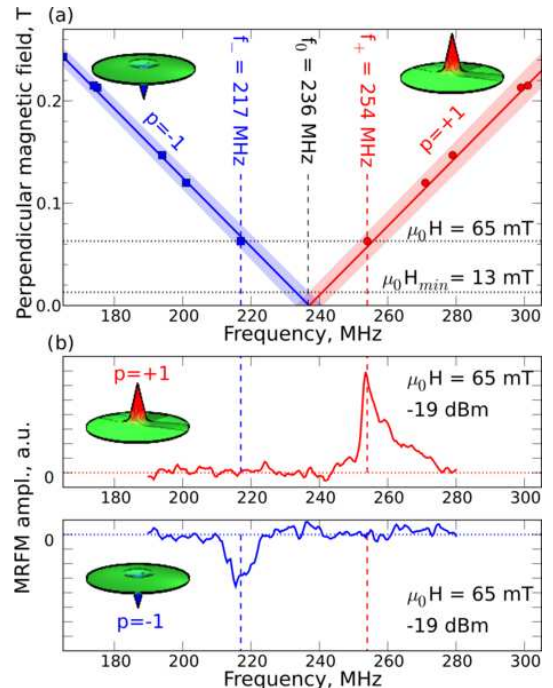 (a)
Perpendicular magnetic field, T
0.2
0.1
0.0
p=-1
f_ = 217 MHz
f₀ = 236 MHz
f₊ = 254 MHz
p=+1
μ₀H = 65 mT
μ₀Hmin = 13 mT
180 200 220 240 260 280 300
Frequency, MHz
(b)
MRFM ampl., a.u.
p=+1
μ₀H = 65 mT
-19 dBm
0
180 200 220 240 260 280 300
0
p=-1
μ₀H = 65 mT
-19 dBm
180 200 220 240 260 280 300
Frequency, MHz